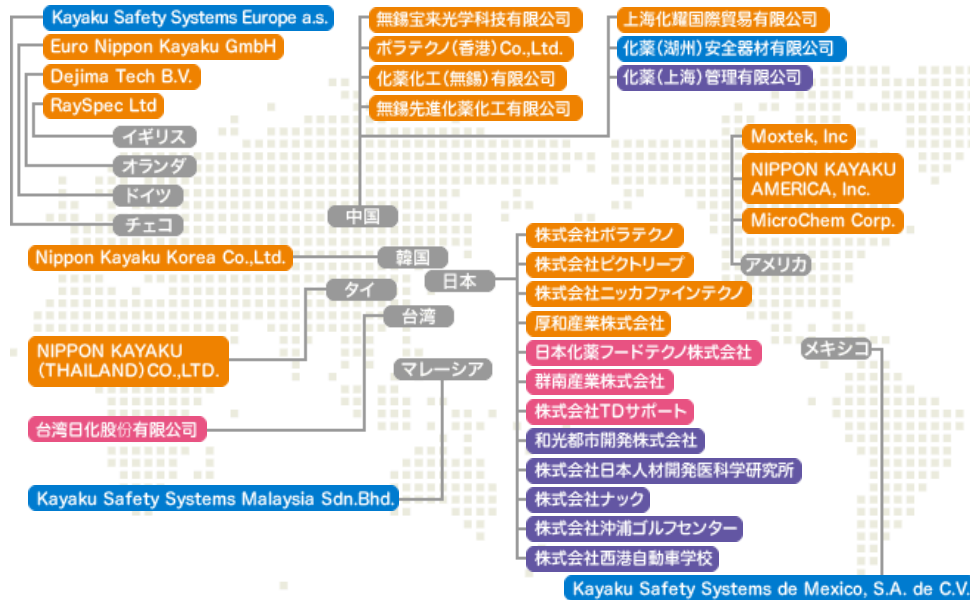 Kayaku Safety Systems Europe a.s.
Euro Nippon Kayaku GmbH
Dejima Tech B.V.
RaySpec Ltd
イギリス
オランダ
ドイツ
チェコ
無錫宝来光学科技有限公司
ポラテクノ(香港)Co.,Ltd.
化薬化工(無錫)有限公司
無錫先進化薬化工有限公司
上海化耀国際貿易有限公司
化薬(湖州)安全器材有限公司
化薬(上海)管理有限公司
中国
Moxtek, Inc
NIPPON KAYAKU
AMERICA, Inc.
MicroChem Corp.
アメリカ
Nippon Kayaku Korea Co.,Ltd.
韓国
タイ
台湾
マレーシア
NIPPON KAYAKU
(THAILAND)CO.,LTD.
台湾日化股份有限公司
Kayaku Safety Systems Malaysia Sdn.Bhd.
日本
株式会社ポラテクノ
株式会社ビクトリープ
株式会社ニッカファインテクノ
厚和産業株式会社
日本化薬フードテクノ株式会社
群南産業株式会社
株式会社TDサポート
和光都市開発株式会社
株式会社日本人材開発医科学研究所
株式会社ナック
株式会社沖浦ゴルフセンター
株式会社西港自動車学校
メキシコ
Kayaku Safety Systems de Mexico, S.A. de C.V.